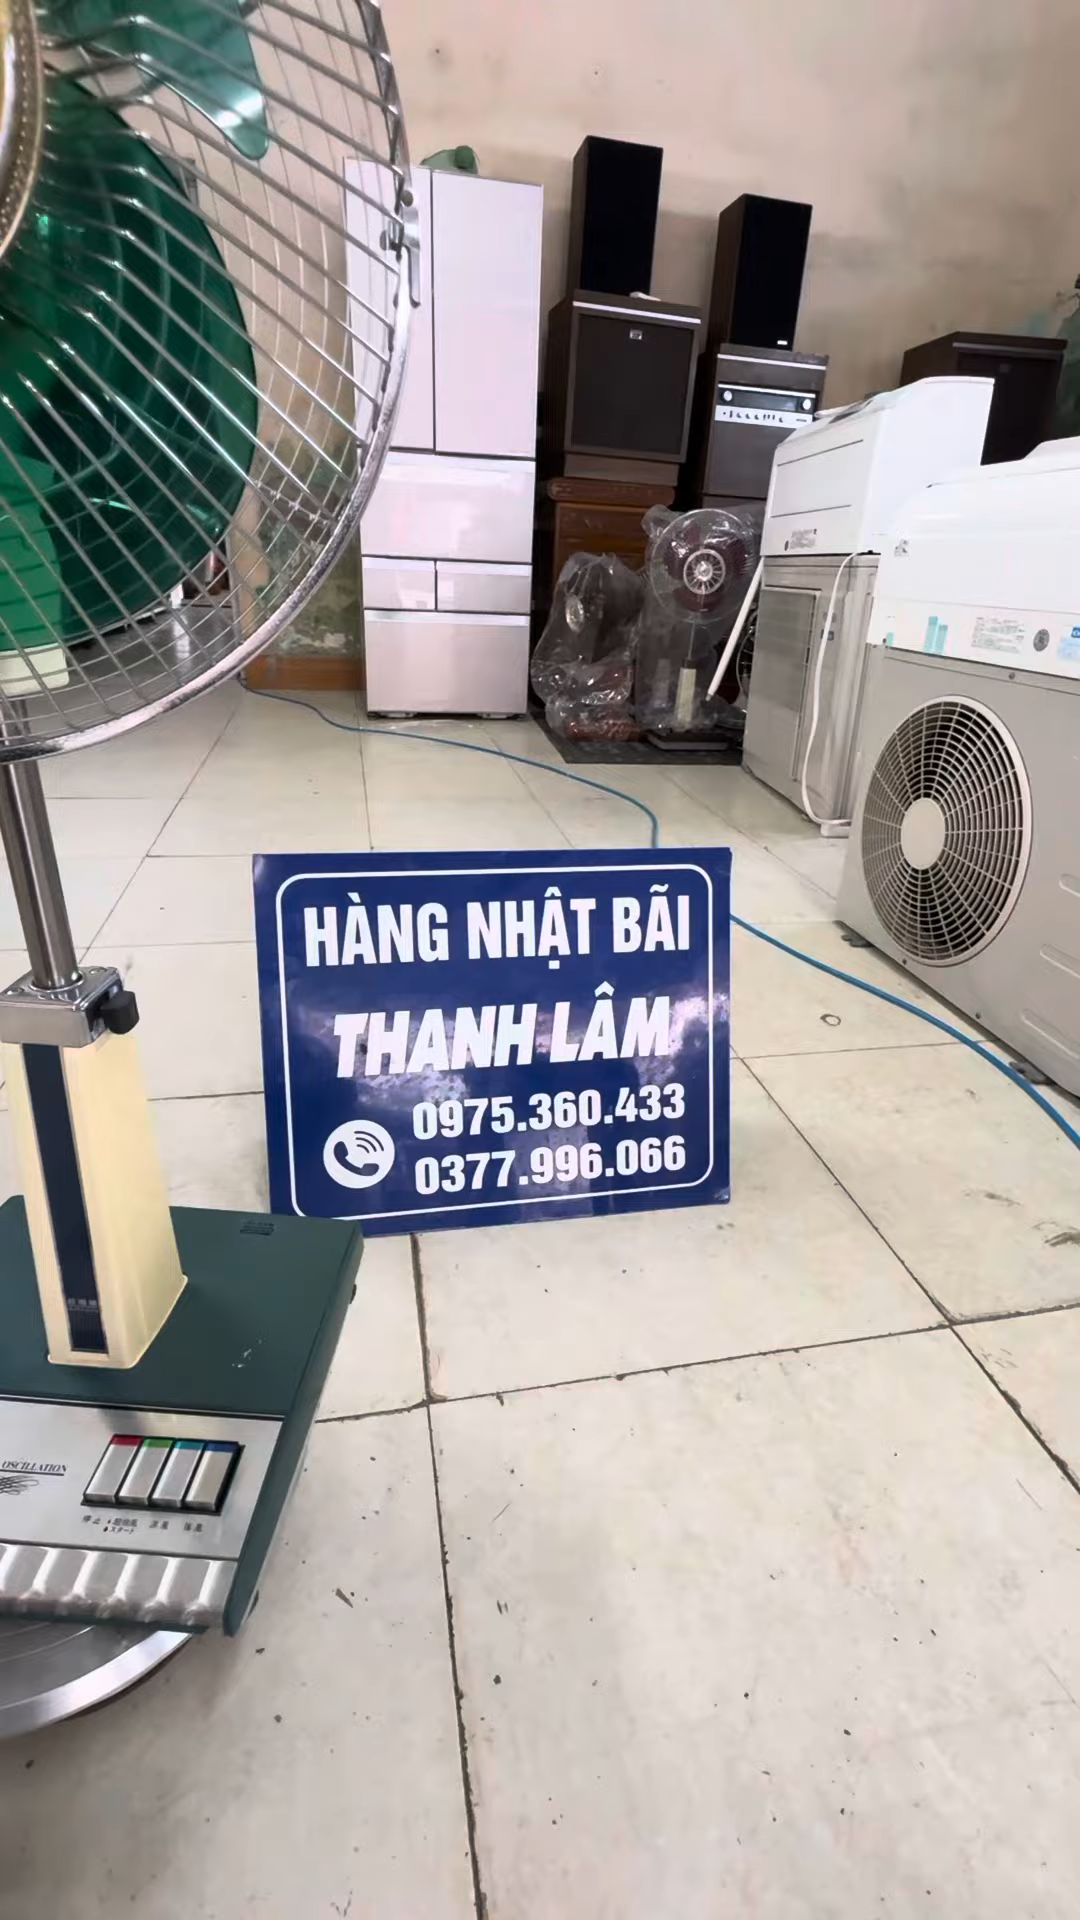 HÀNG NHẬT BÃI
THANH LÂM
0975.360.433
0377.996.066
OSCILLATION